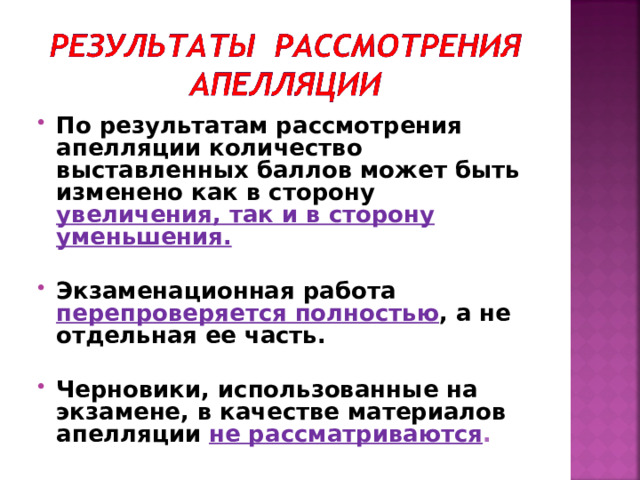 РЕЗУЛЬТАТЫ РАССМОТРЕНИЯ
АПЕЛЛЯЦИИ
• По результатам рассмотрения
апелляции количество
выставленных баллов может быть
изменено как в сторону
увеличения, так и в сторону
уменьшения.
• Экзаменационная работа
перепроверяется полностью, а не
отдельная ее часть.
• Черновики, использованные на
экзамене, в качестве материалов
апелляции не рассматриваются.